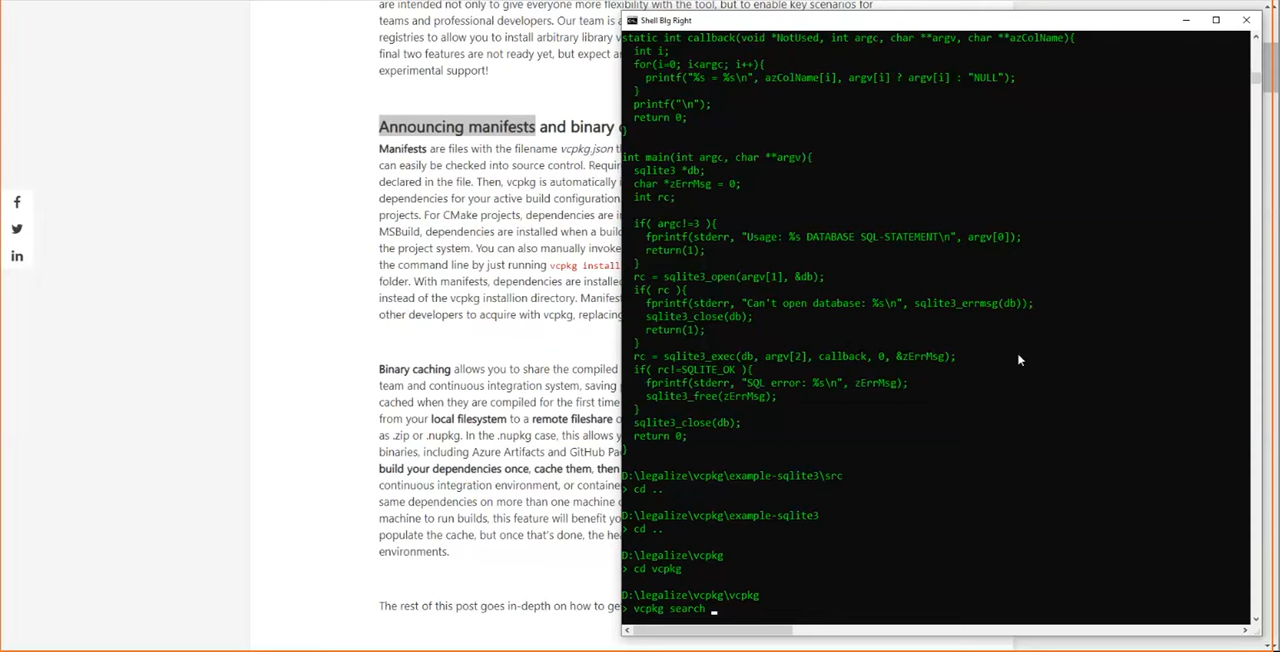 are intended not only to give everyone more flexibility with the tool, but to enable key scenarios for
teams and professional developers. Our team is a
registries to allow you to install arbitrary library v
final two features are not ready yet, but expect a
experimental support!
Announcing manifests and binary c
Manifests are files with the filename vcpkg.json th
can easily be checked into source control. Requir
declared in the file. Then, vcpkg is automatically i
dependencies for your active build configuration.
projects. For CMake projects, dependencies are in
MSBuild, dependencies are installed when a build
the project system. You can also manually invoke
the command line by just running vcpkg install
folder. With manifests, dependencies are installed
instead of the vcpkg installion directory. Manifes
other developers to acquire with vcpkg, replacing
Binary caching allows you to share the compiled
team and continuous integration system, saving
cached when they are compiled for the first time
from your local filesystem to a remote fileshare o
as .zip or .nupkg. In the .nupkg case, this allows y
binaries, including Azure Artifacts and GitHub Pa
build your dependencies once, cache them, then
continuous integration environment, or container
same dependencies on more than one machine o
machine to run builds, this feature will benefit yo
populate the cache, but once that's done, the hea
environments.
The rest of this post goes in-depth on how to ge
Shell Blg Right
static int callback(void *NotUsed, int argc, char **argv, char **azColName){
int i;
for(i=0; i<argc; i++){
printf("%s = %s\n", azColName[i], argv[i] ? argv[i] : "NULL");
}
printf("\n");
return 0;
}
int main(int argc, char **argv){
sqlite3 *db;
char *zErrMsg = 0;
int rc;
if( argc!=3 ){
fprintf(stderr, "Usage: %s DATABASE SQL-STATEMENT\n", argv[0]);
return(1);
}
rc = sqlite3_open(argv[1], &db);
if( rc ){
fprintf(stderr, "Can't open database: %s\n", sqlite3_errmsg(db));
sqlite3_close(db);
return(1);
}
rc = sqlite3_exec(db, argv[2], callback, 0, &zErrMsg);
if( rc!=SQLITE_OK ){
fprintf(stderr, "SQL error: %s\n", zErrMsg);
sqlite3_free(zErrMsg);
}
sqlite3_close(db);
return 0;
}
D:\legalize\vcpkg\example-sqlite3\src
> cd ..
D:\legalize\vcpkg\example-sqlite3
> cd ..
D:\legalize\vcpkg
> cd vcpkg
D:\legalize\vcpkg\vcpkg
> vcpkg search _